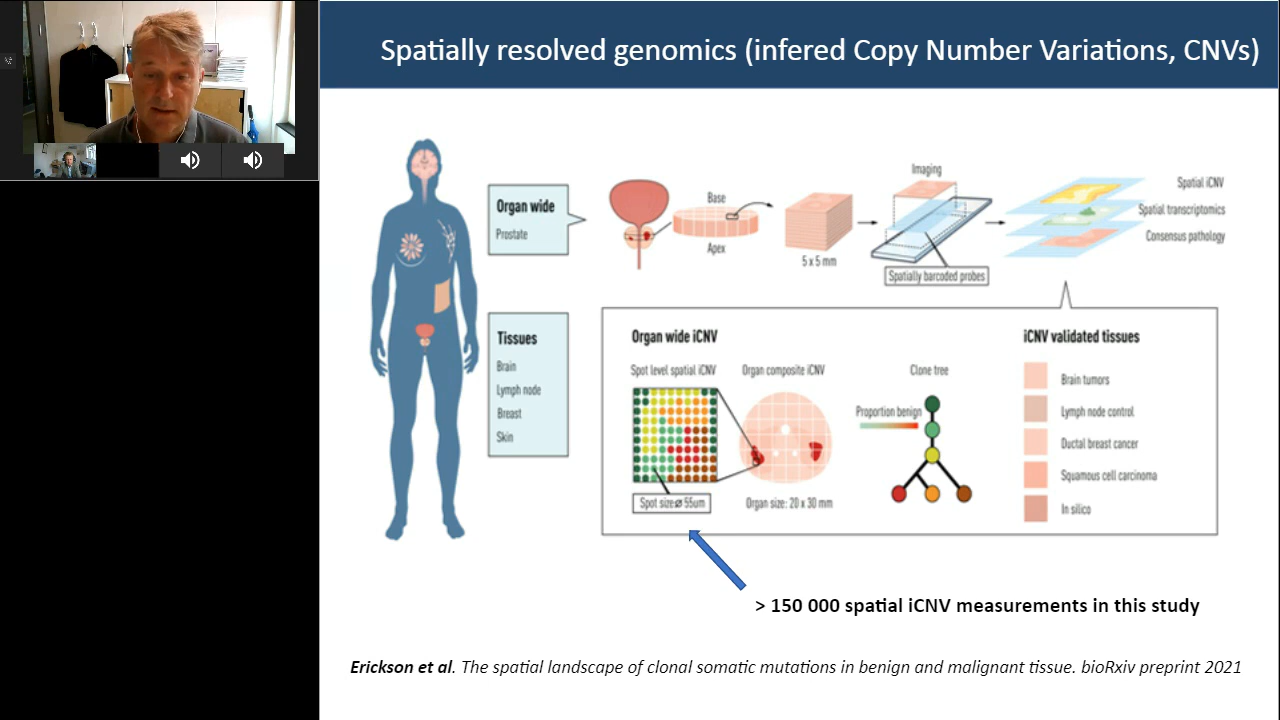 Spatially resolved genomics (infered Copy Number Variations, CNVs)
Organ wide
Prostate
Base
Apex
5 x 5 mm
Imaging
Spatially barcoded probes
Spatial iCNV
Spatial transcriptomics
Consensus pathology
Tissues
Brain
Lymph node
Breast
Skin
Organ wide iCNV
Spot level spatial iCNV
Spot size⌀ 55um
Organ composite iCNV
Organ size: 20 x 30 mm
Clone tree
Proportion benign
iCNV validated tissues
Brain tumors
Lymph node control
Ductal breast cancer
Squamous cell carcinoma
In silico
> 150 000 spatial iCNV measurements in this study
Erickson et al. The spatial landscape of clonal somatic mutations in benign and malignant tissue. bioRxiv preprint 2021